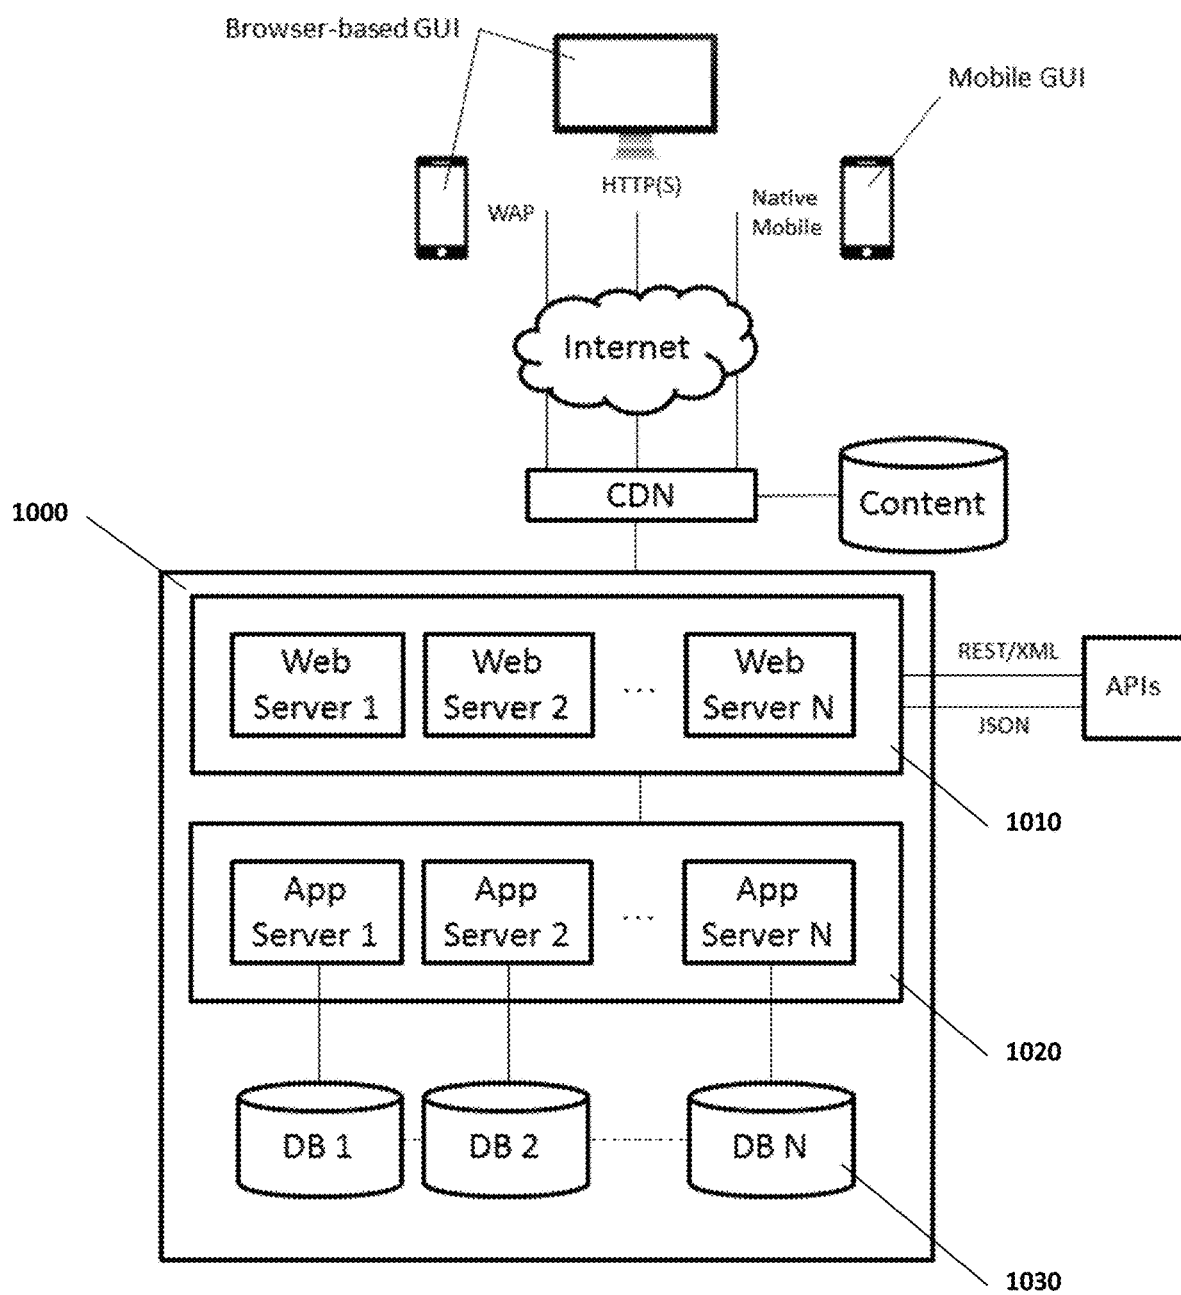 Browser-based GUI
Mobile GUI
HTTP(S)
WAP
Native
Mobile
Internet
CDN
Content
1000
Web
Server 1
Web
Server 2
...
Web
Server N
REST/XML
APIs
JSON
1010
App
Server 1
App
Server 2
...
App
Server N
1020
DB 1
DB 2
DB N
1030